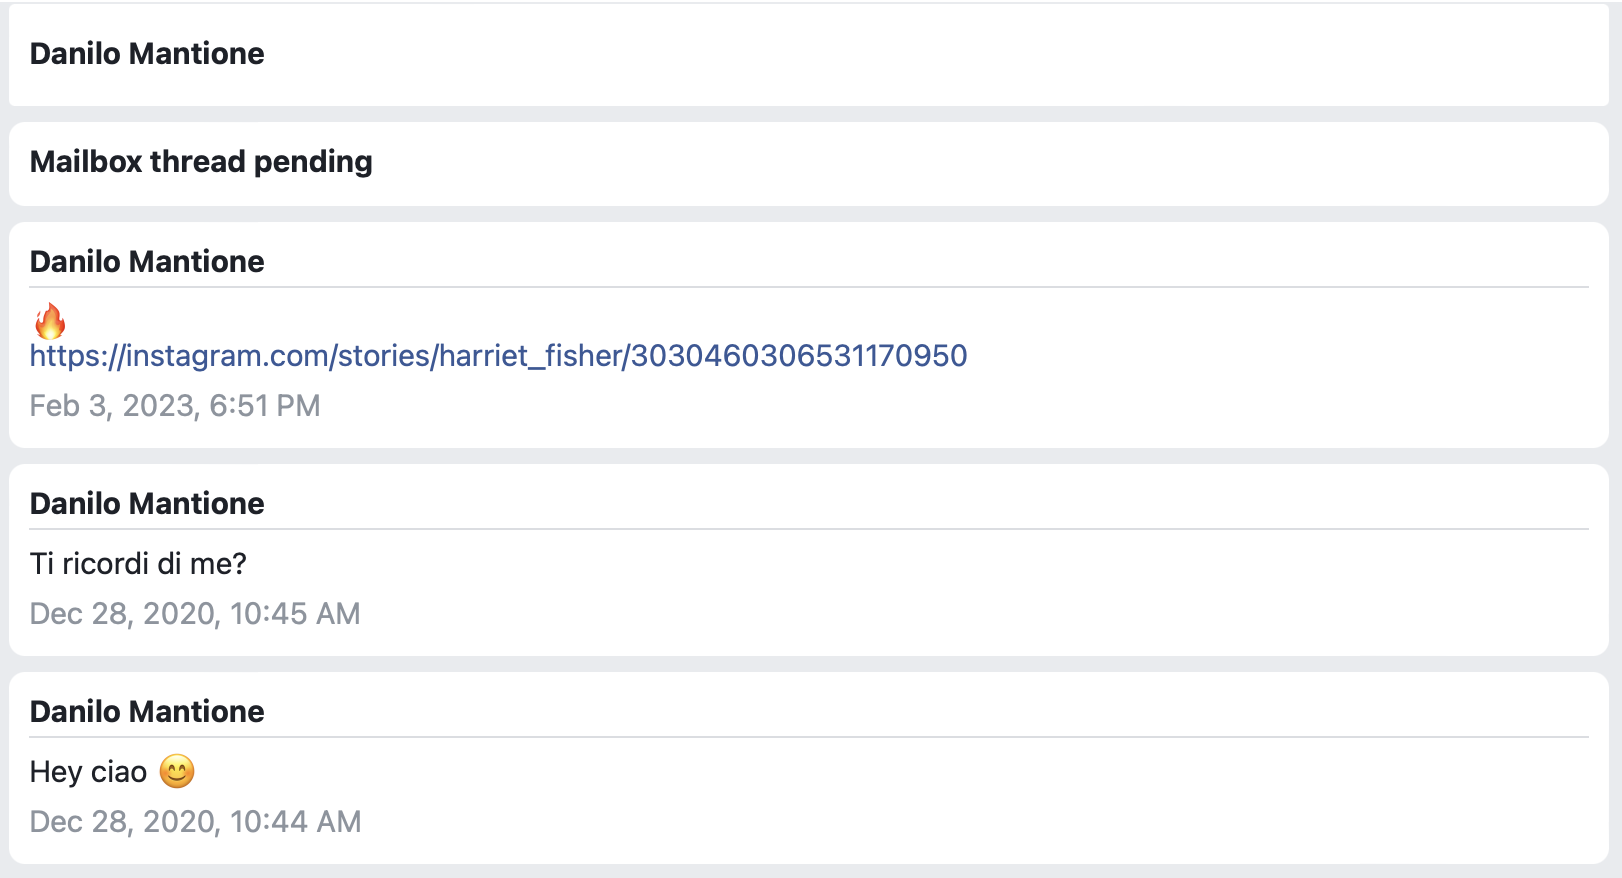 Danilo Mantione
Mailbox thread pending
Danilo Mantione
🔥
https://instagram.com/stories/harriet_fisher/3030460306531170950
Feb 3, 2023, 6:51 PM
Danilo Mantione
Ti ricordi di me?
Dec 28, 2020, 10:45 AM
Danilo Mantione
Hey ciao 😊
Dec 28, 2020, 10:44 AM